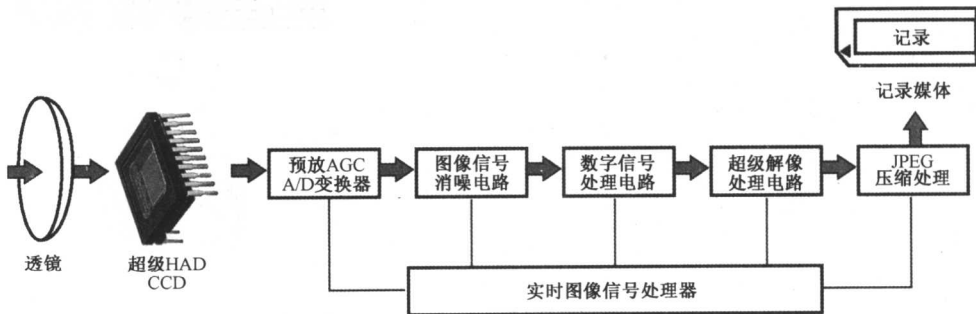 记录
记录媒体
预放AGC
A/D变换器
图像信号
消噪电路
数字信号
处理电路
超级解像
处理电路
JPEG
压缩处理
透镜
超级HAD
CCD
实时图像信号处理器